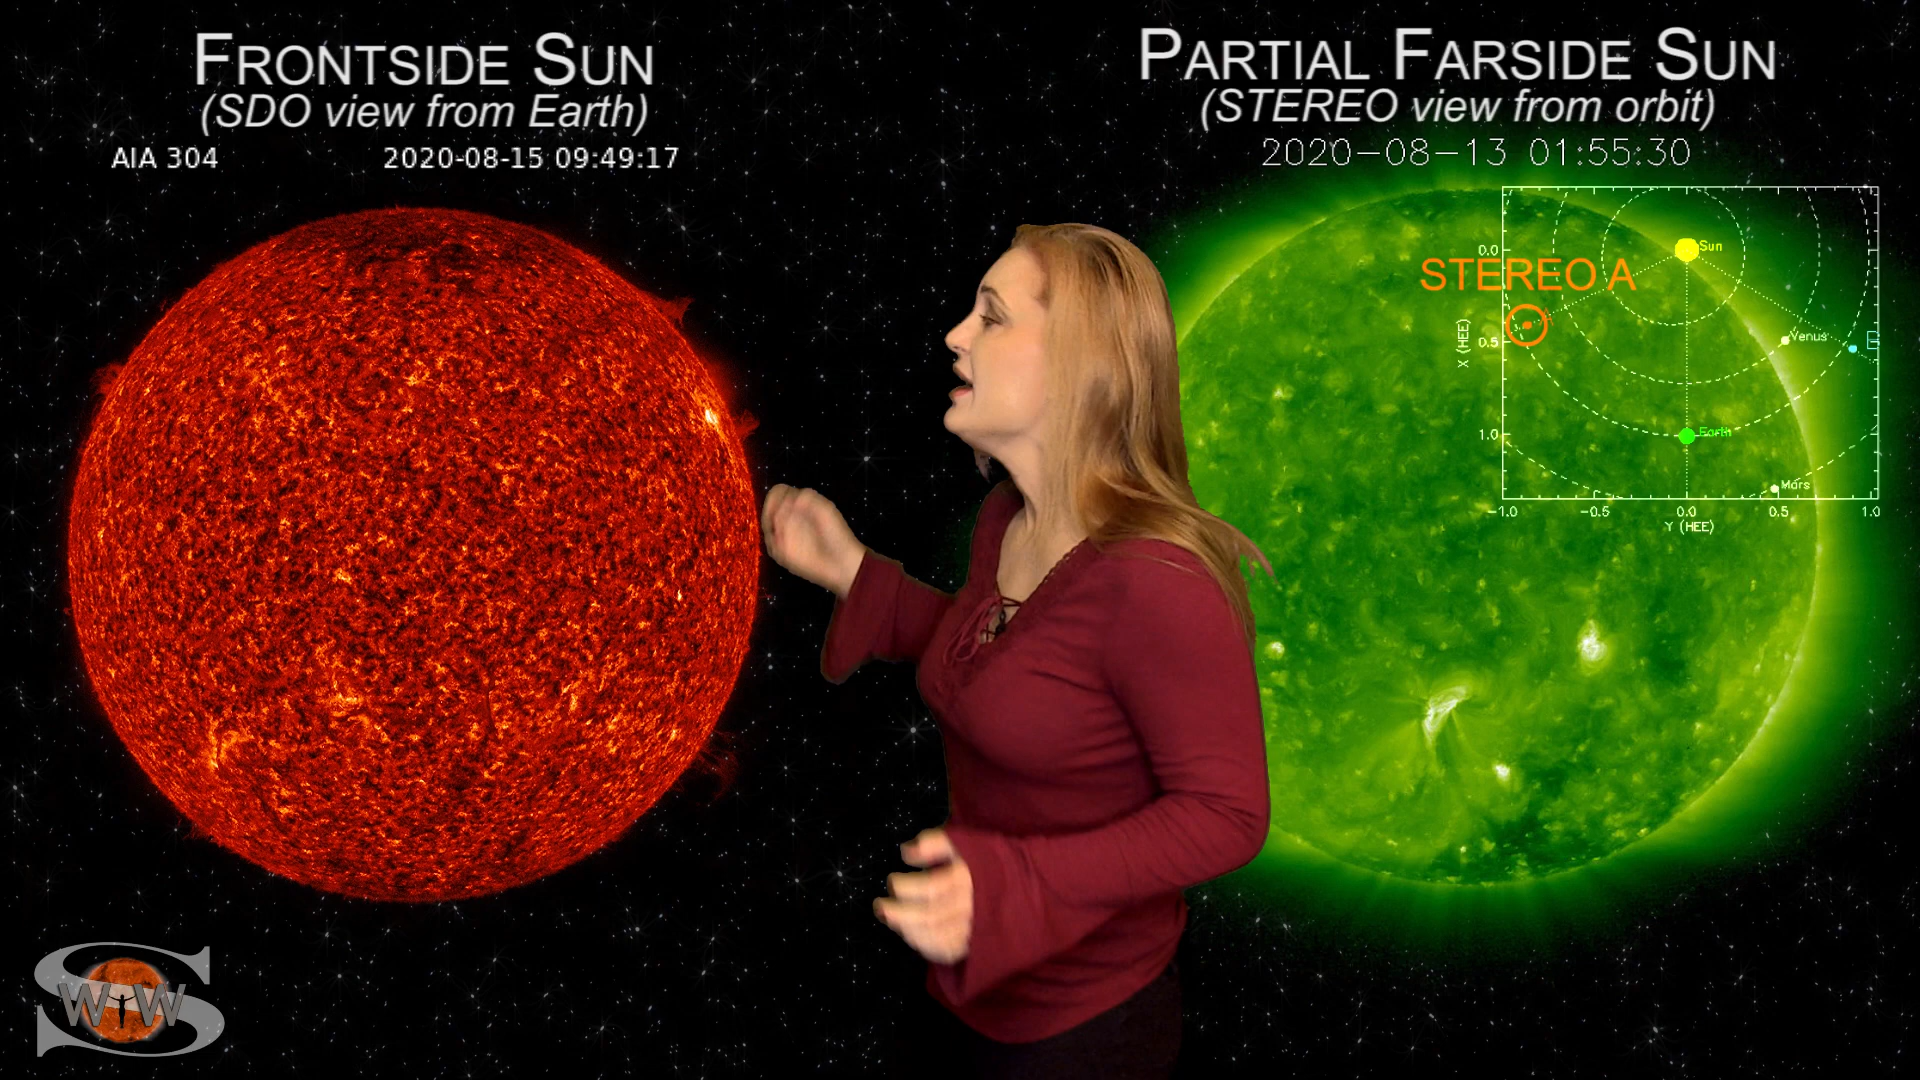 FRONTSIDE SUN
(SDO view from Earth)
AIA 304 2020-08-15 09:49:17
PARTIAL FARSIDE SUN
(STEREO view from orbit)
2020-08-13 01:55:30
0.0
Sun
STEREO A
A
X (HEE)
0.5
Venus
B
1.0
Earth
Mars
-1.0 -0.5 0.0 0.5 1.0
Y (HEE)
S
WTW